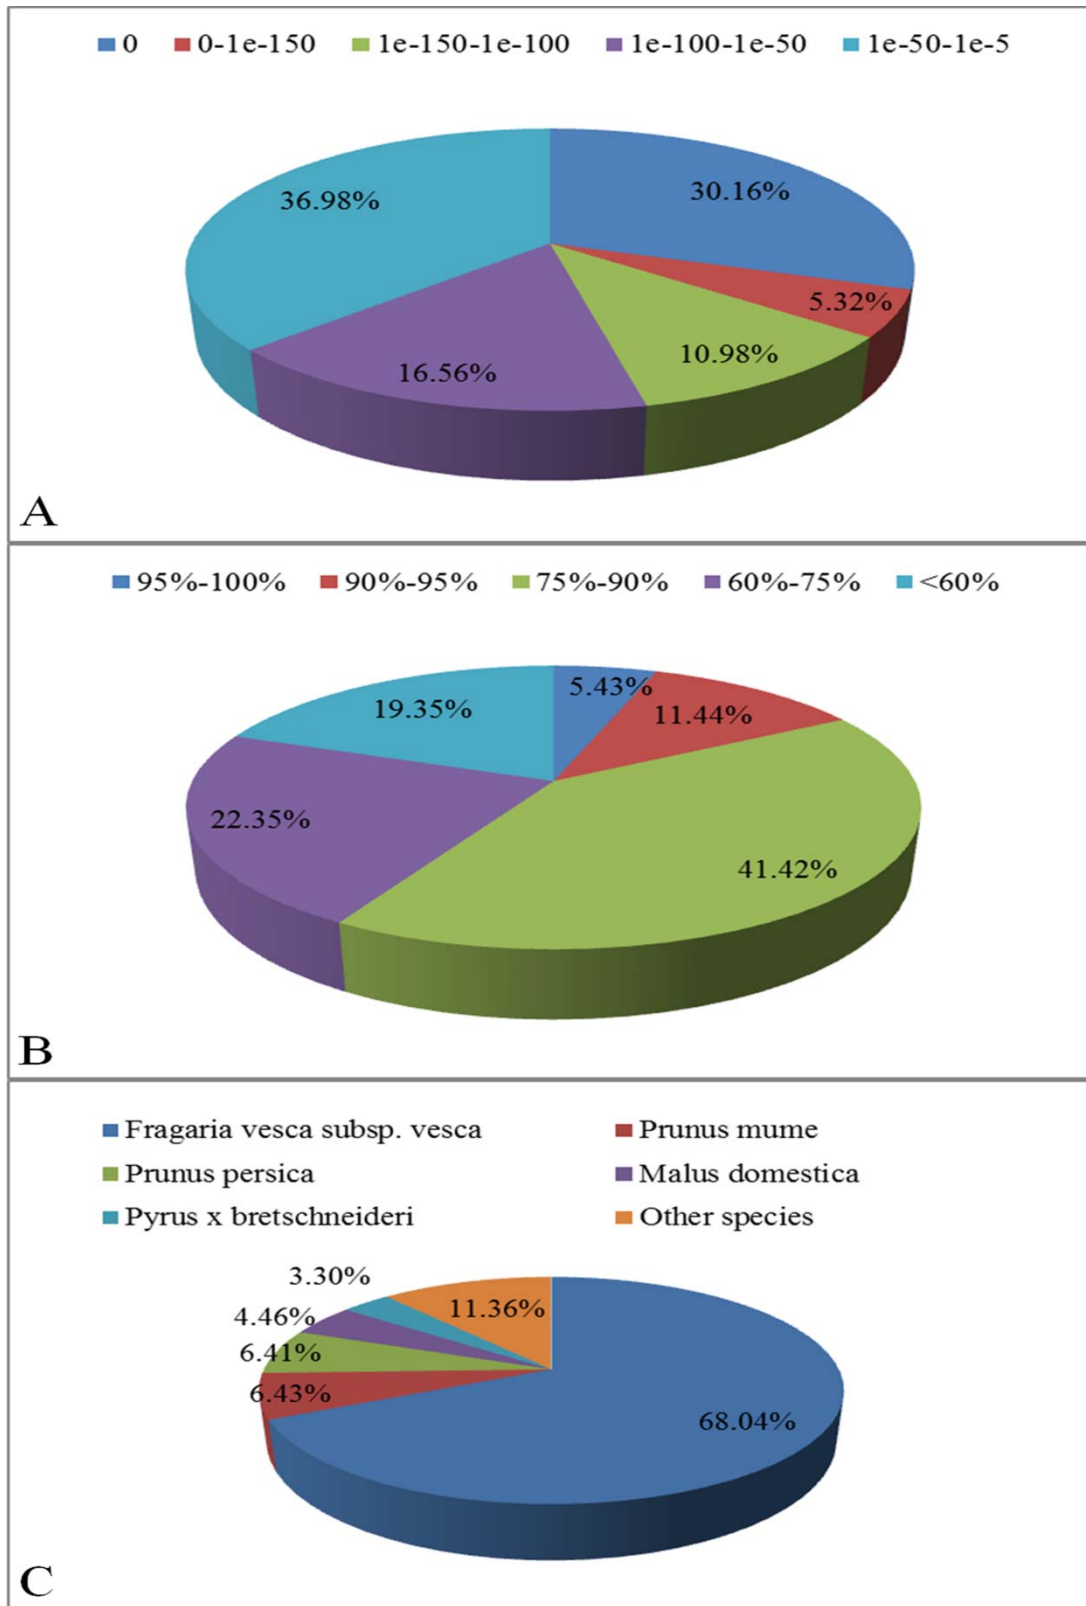 0 0-1e-150 1e-150-1e-100 1e-100-1e-50 1e-50-1e-5
36.98% 30.16%
5.32%
16.56% 10.98%
A
95%-100% 90%-95% 75%-90% 60%-75% <60%
19.35% 5.43% 11.44%
22.35%
41.42%
B
Fragaria vesca subsp. vesca Prunus mume
Prunus persica Malus domestica
Pyrus x bretschneideri Other species
3.30%
4.46% 11.36%
6.41%
6.43%
68.04%
C